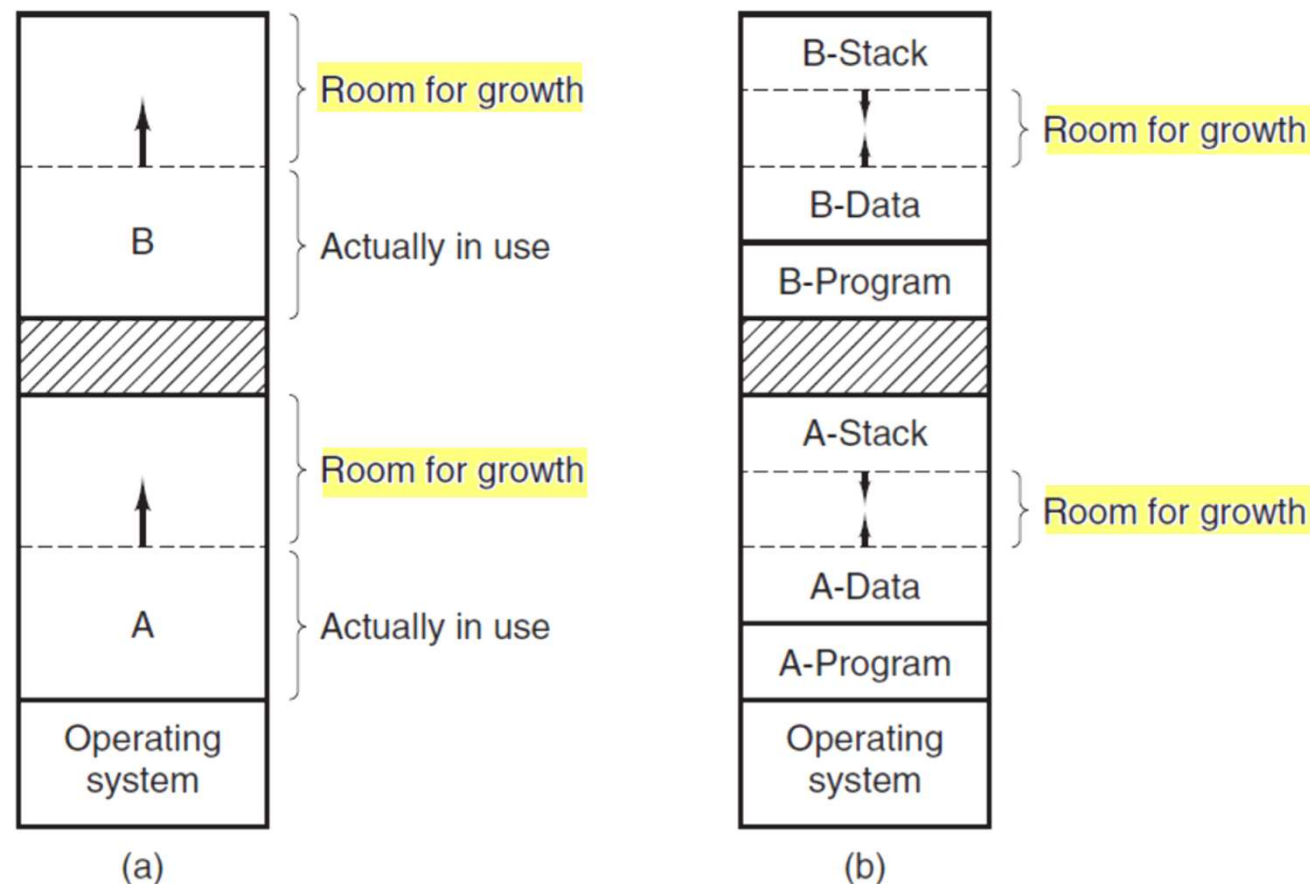 Room for growth
B
Actually in use
Room for growth
A
Actually in use
Operating
system
(a)
B-Stack
Room for growth
B-Data
B-Program
A-Stack
Room for growth
A-Data
A-Program
Operating
system
(b)